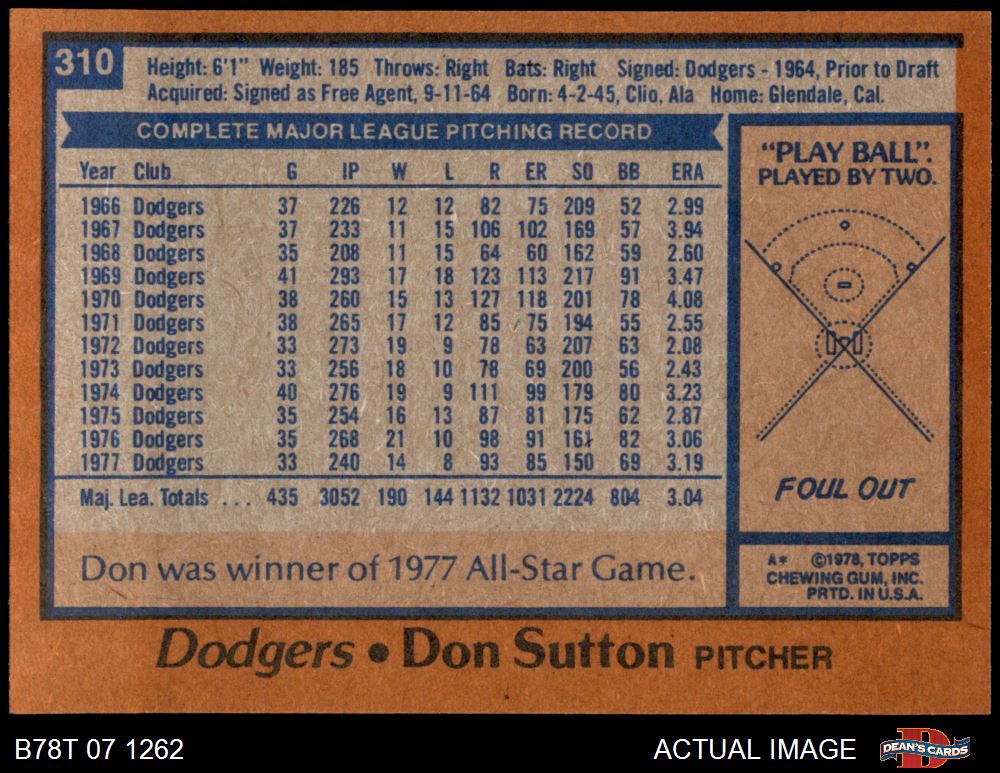 310
Height: 6'1" Weight: 185 Throws: Right Bats: Right Signed: Dodgers - 1964, Prior to Draft
Acquired: Signed as Free Agent, 9-11-64 Born: 4-2-45, Clio, Ala Home: Glendale, Cal.
COMPLETE MAJOR LEAGUE PITCHING RECORD
Year Club G IP W L R ER SO BB ERA
1966 Dodgers 37 226 12 12 82 75 209 52 2.99
1967 Dodgers 37 233 11 15 106 102 169 57 3.94
1968 Dodgers 35 208 11 15 64 60 162 59 2.60
1969 Dodgers 41 293 17 18 123 113 217 91 3.47
1970 Dodgers 38 260 15 13 127 118 201 78 4.08
1971 Dodgers 38 265 17 12 85 75 194 55 2.55
1972 Dodgers 33 273 19 9 78 63 207 63 2.08
1973 Dodgers 33 256 18 10 78 69 200 56 2.43
1974 Dodgers 40 276 19 9 111 99 179 80 3.23
1975 Dodgers 35 254 16 13 87 81 175 62 2.87
1976 Dodgers 35 268 21 10 98 91 161 82 3.06
1977 Dodgers 33 240 14 8 93 85 150 69 3.19
Maj. Lea. Totals . . . 435 3052 190 144 1132 1031 2224 804 3.04
Don was winner of 1977 All-Star Game.
"PLAY BALL".
PLAYED BY TWO.
FOUL OUT
A* ©1978, TOPPS
CHEWING GUM, INC.
PRTD. IN U.S.A.
Dodgers • Don Sutton PITCHER
B78T 07 1262
ACTUAL IMAGE
DEAN'S CARDS